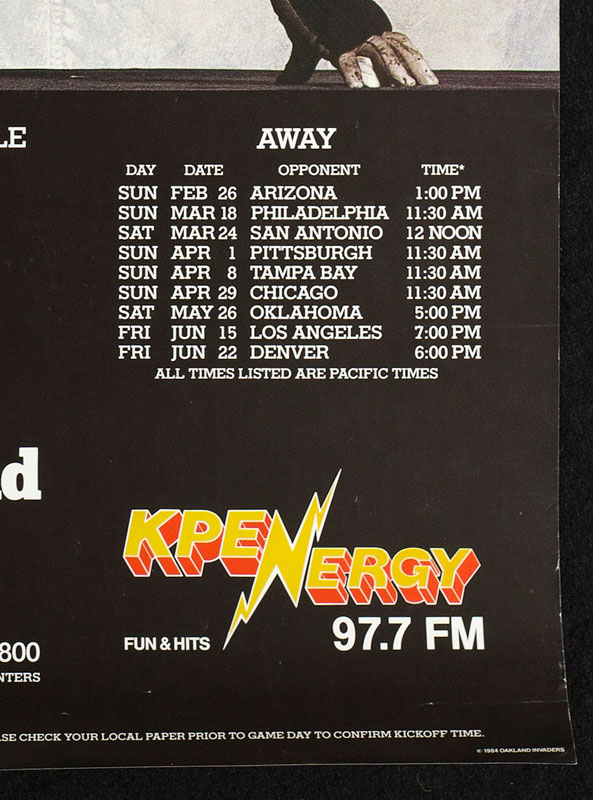 LE
AWAY
DAY DATE OPPONENT TIME*
SUN FEB 26 ARIZONA 1:00 PM
SUN MAR 18 PHILADELPHIA 11:30 AM
SAT MAR 24 SAN ANTONIO 12 NOON
SUN APR 1 PITTSBURGH 11:30 AM
SUN APR 8 TAMPA BAY 11:30 AM
SUN APR 29 CHICAGO 11:30 AM
SAT MAY 26 OKLAHOMA 5:00 PM
FRI JUN 15 LOS ANGELES 7:00 PM
FRI JUN 22 DENVER 6:00 PM
ALL TIMES LISTED ARE PACIFIC TIMES
d
KPENERGY
FUN & HITS 97.7 FM
800
NTERS
SE CHECK YOUR LOCAL PAPER PRIOR TO GAME DAY TO CONFIRM KICKOFF TIME.
© 1984 OAKLAND INVADERS